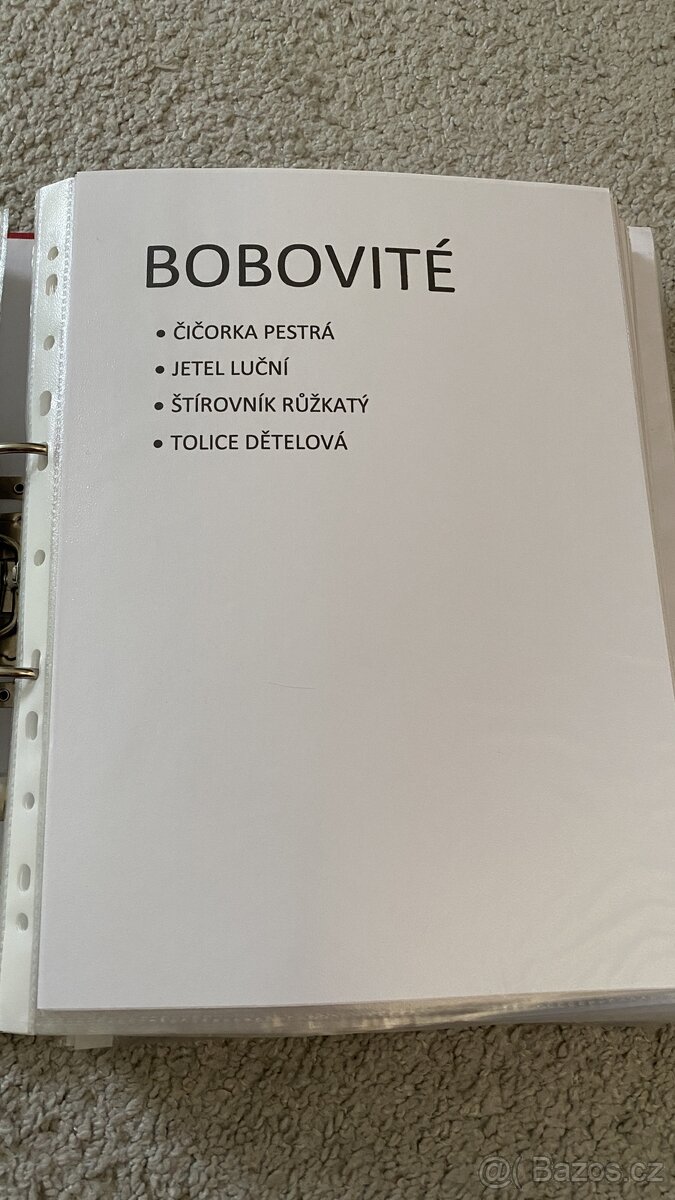 BOBOVITÉ
• ČIČORKA PESTRÁ
• JETEL LUČNÍ
• ŠTÍROVNÍK RŮŽKATÝ
• TOLICE DĚTELOVÁ
@( Bazos.cz